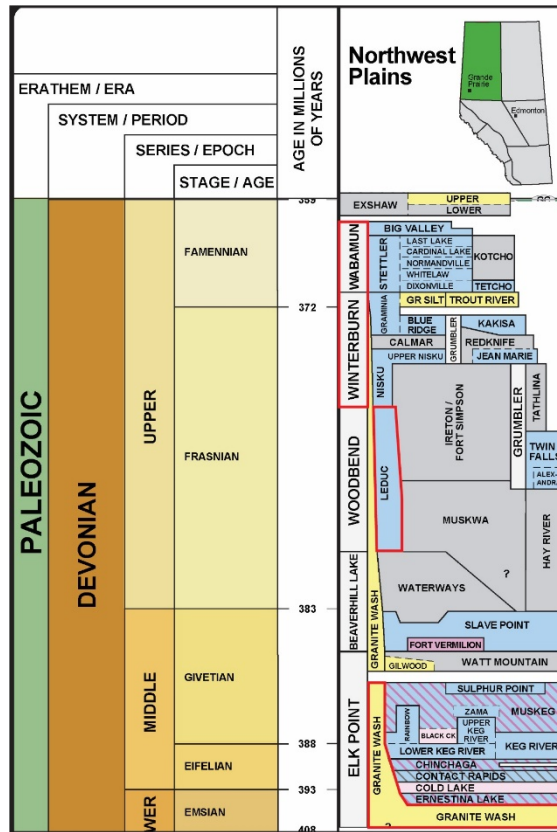 Northwest
Plains
Grande
Prairie
Edmonton
ERATHEM / ERA
SYSTEM / PERIOD
SERIES / EPOCH
STAGE / AGE
AGE IN MILLIONS
OF YEARS
PALEOZOIC
DEVONIAN
UPPER
MIDDLE
WER
FAMENNIAN
FRASNIAN
GIVETIAN
EIFELIAN
EMSIAN
359
372
383
388
393
408
WABAMUN
WINTERBURN
WOODBEND
BEAVERHILL LAKE
ELK POINT
EXSHAW
UPPER
LOWER
BIG VALLEY
STETTLER
LAST LAKE
CARDINAL LAKE
NORMANDVILLE
WHITELAW
DIXONVILLE
KOTCHO
TETCHO
GRAMINIA
GR SILT
TROUT RIVER
BLUE
RIDGE
GRUMBLER
KAKISA
CALMAR
REDKNIFE
UPPER NISKU
JEAN MARIE
NISKU
IRETON /
FORT SIMPSON
GRUMBLER
TATHLINA
TWIN
FALLS
ALEX-
ANDRA
LEDUC
MUSKWA
HAY RIVER
?
WATERWAYS
GRANITE WASH
SLAVE POINT
FORT VERMILION
GILWOOD
WATT MOUNTAIN
SULPHUR POINT
MUSKEG
RAINBOW
ZAMA
BLACK CK
UPPER
KEG
RIVER
LOWER KEG RIVER
KEG RIVER
CHINCHAGA
CONTACT RAPIDS
COLD LAKE
ERNESTINA LAKE
GRANITE WASH
GRANITE WASH
?